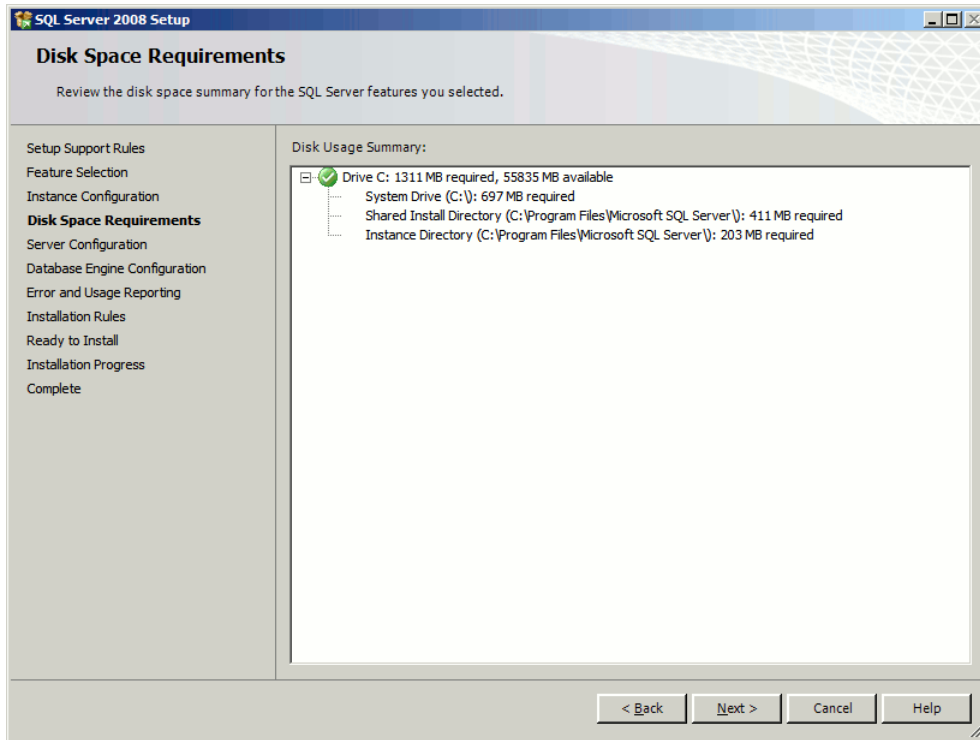 SQL Server 2008 Setup
Disk Space Requirements
Review the disk space summary for the SQL Server features you selected.
Setup Support Rules
Feature Selection
Instance Configuration
Disk Space Requirements
Server Configuration
Database Engine Configuration
Error and Usage Reporting
Installation Rules
Ready to Install
Installation Progress
Complete
Disk Usage Summary:
Drive C: 1311 MB required, 55835 MB available
System Drive (C:\): 697 MB required
Shared Install Directory (C:\Program Files\Microsoft SQL Server\): 411 MB required
Instance Directory (C:\Program Files\Microsoft SQL Server\): 203 MB required
< Back
Next >
Cancel
Help